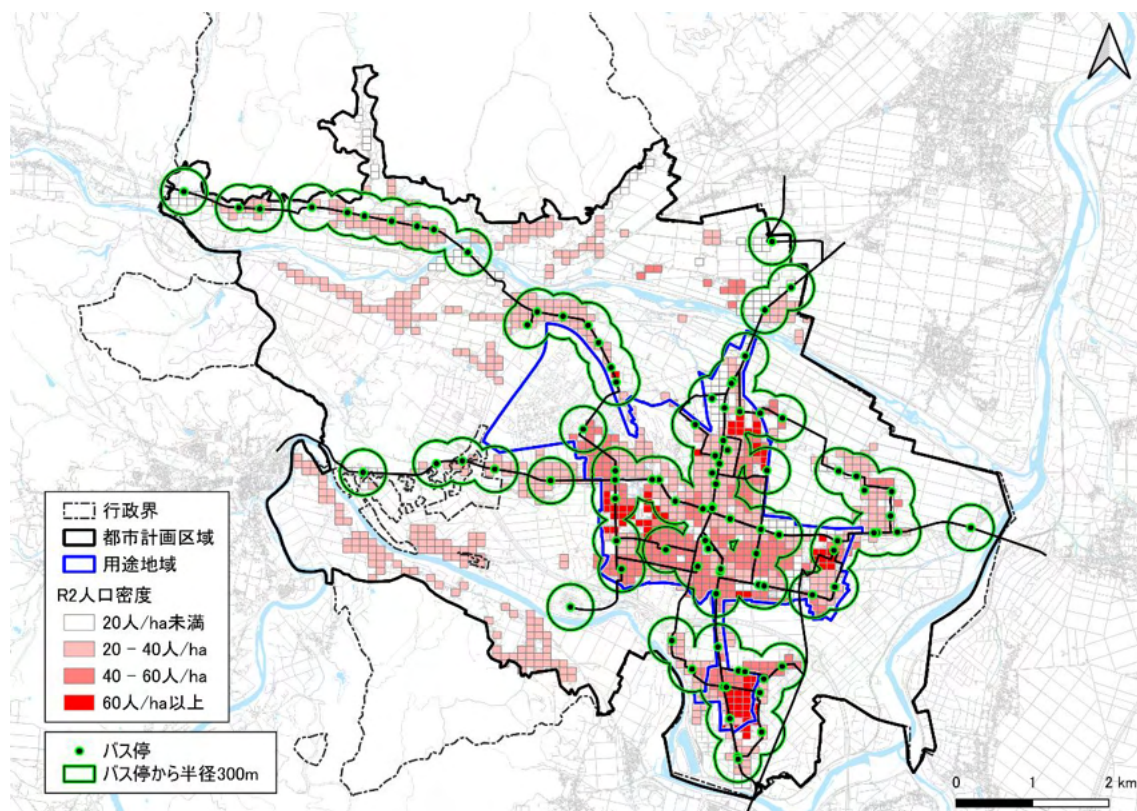 行政界
都市計画区域
用途地域
R2人口密度
20人/ha未満
20 - 40人/ha
40 - 60人/ha
60人/ha以上
バス停
バス停から半径300m
0 1 2 km